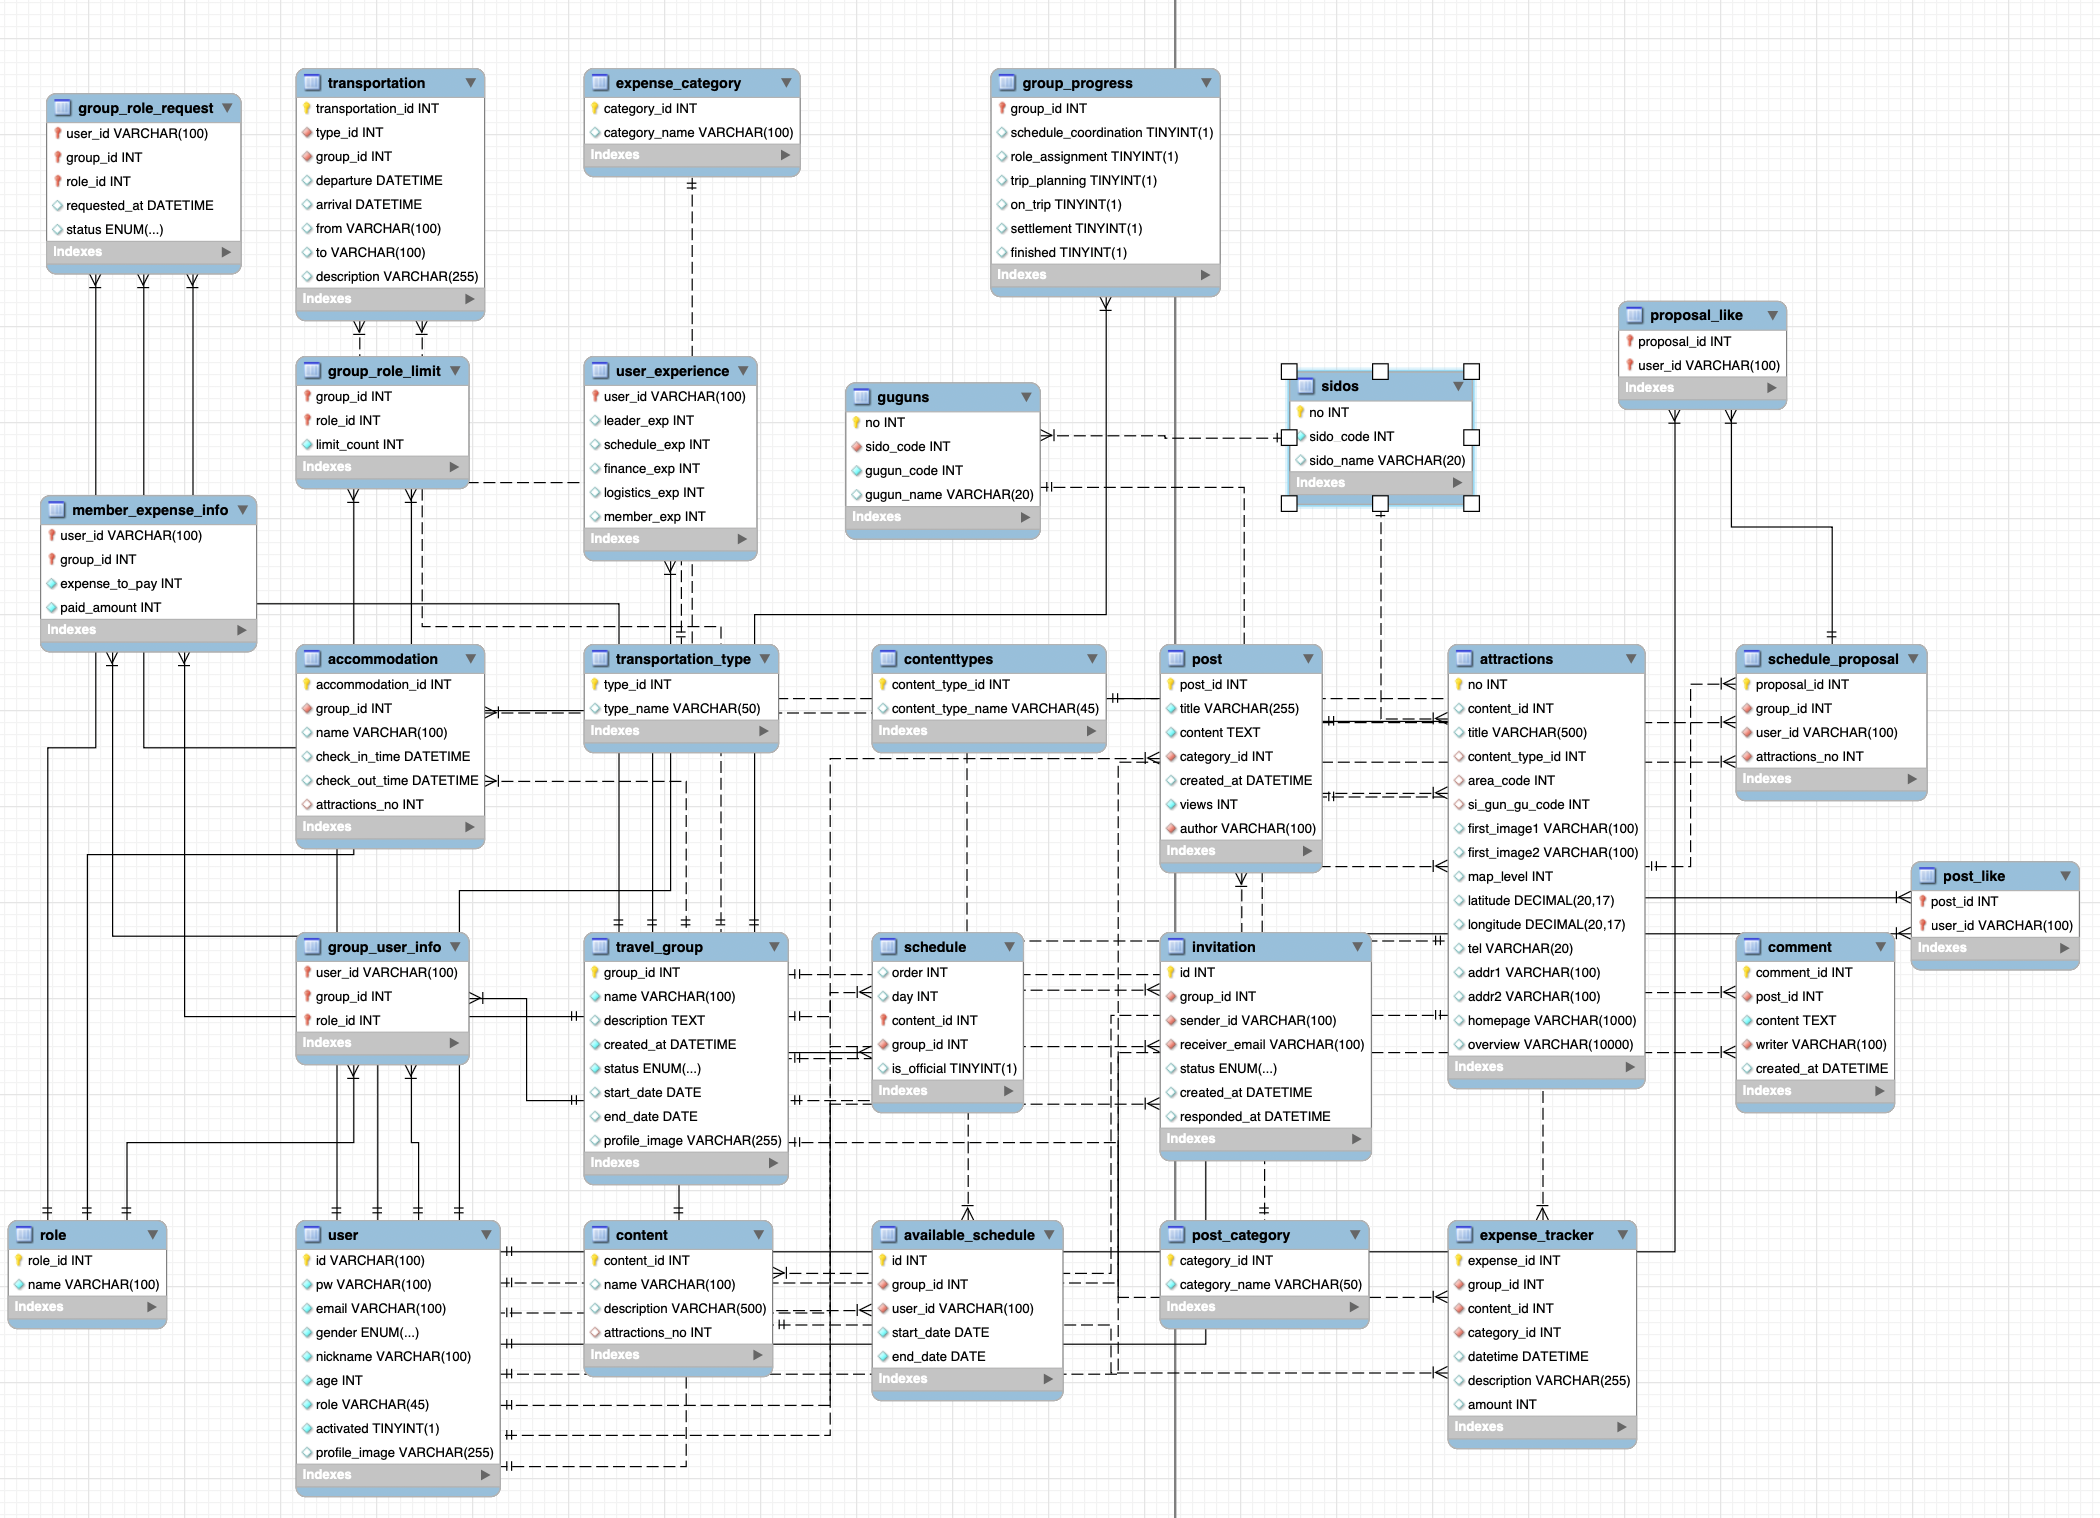 group_role_request
user_id VARCHAR(100)
group_id INT
role_id INT
requested_at DATETIME
status ENUM(...)
Indexes
transportation
transportation_id INT
type_id INT
group_id INT
departure DATETIME
arrival DATETIME
from VARCHAR(100)
to VARCHAR(100)
description VARCHAR(255)
Indexes
expense_category
category_id INT
category_name VARCHAR(100)
Indexes
group_progress
group_id INT
schedule_coordination TINYINT(1)
role_assignment TINYINT(1)
trip_planning TINYINT(1)
on_trip TINYINT(1)
settlement TINYINT(1)
finished TINYINT(1)
Indexes
proposal_like
proposal_id INT
user_id VARCHAR(100)
Indexes
group_role_limit
group_id INT
role_id INT
limit_count INT
Indexes
user_experience
user_id VARCHAR(100)
leader_exp INT
schedule_exp INT
finance_exp INT
logistics_exp INT
member_exp INT
Indexes
guguns
no INT
sido_code INT
gugun_code INT
gugun_name VARCHAR(20)
Indexes
sidos
no INT
sido_code INT
sido_name VARCHAR(20)
Indexes
member_expense_info
user_id VARCHAR(100)
group_id INT
expense_to_pay INT
paid_amount INT
Indexes
accommodation
accommodation_id INT
group_id INT
name VARCHAR(100)
check_in_time DATETIME
check_out_time DATETIME
attractions_no INT
Indexes
transportation_type
type_id INT
type_name VARCHAR(50)
Indexes
contenttypes
content_type_id INT
content_type_name VARCHAR(45)
Indexes
post
post_id INT
title VARCHAR(255)
content TEXT
category_id INT
created_at DATETIME
views INT
author VARCHAR(100)
Indexes
attractions
no INT
content_id INT
title VARCHAR(500)
content_type_id INT
area_code INT
si_gun_gu_code INT
first_image1 VARCHAR(100)
first_image2 VARCHAR(100)
map_level INT
latitude DECIMAL(20,17)
longitude DECIMAL(20,17)
tel VARCHAR(20)
addr1 VARCHAR(100)
addr2 VARCHAR(100)
homepage VARCHAR(1000)
overview VARCHAR(10000)
Indexes
schedule_proposal
proposal_id INT
group_id INT
user_id VARCHAR(100)
attractions_no INT
Indexes
post_like
post_id INT
user_id VARCHAR(100)
Indexes
group_user_info
user_id VARCHAR(100)
group_id INT
role_id INT
Indexes
travel_group
group_id INT
name VARCHAR(100)
description TEXT
created_at DATETIME
status ENUM(...)
start_date DATE
end_date DATE
profile_image VARCHAR(255)
Indexes
schedule
order INT
day INT
content_id INT
group_id INT
is_official TINYINT(1)
Indexes
invitation
id INT
group_id INT
sender_id VARCHAR(100)
receiver_email VARCHAR(100)
status ENUM(...)
created_at DATETIME
responded_at DATETIME
Indexes
comment
comment_id INT
post_id INT
content TEXT
writer VARCHAR(100)
created_at DATETIME
Indexes
role
role_id INT
name VARCHAR(100)
Indexes
user
id VARCHAR(100)
pw VARCHAR(100)
email VARCHAR(100)
gender ENUM(...)
nickname VARCHAR(100)
age INT
role VARCHAR(45)
activated TINYINT(1)
profile_image VARCHAR(255)
Indexes
content
content_id INT
name VARCHAR(100)
description VARCHAR(500)
attractions_no INT
Indexes
available_schedule
id INT
group_id INT
user_id VARCHAR(100)
start_date DATE
end_date DATE
Indexes
post_category
category_id INT
category_name VARCHAR(50)
Indexes
expense_tracker
expense_id INT
group_id INT
content_id INT
category_id INT
datetime DATETIME
description VARCHAR(255)
amount INT
Indexes